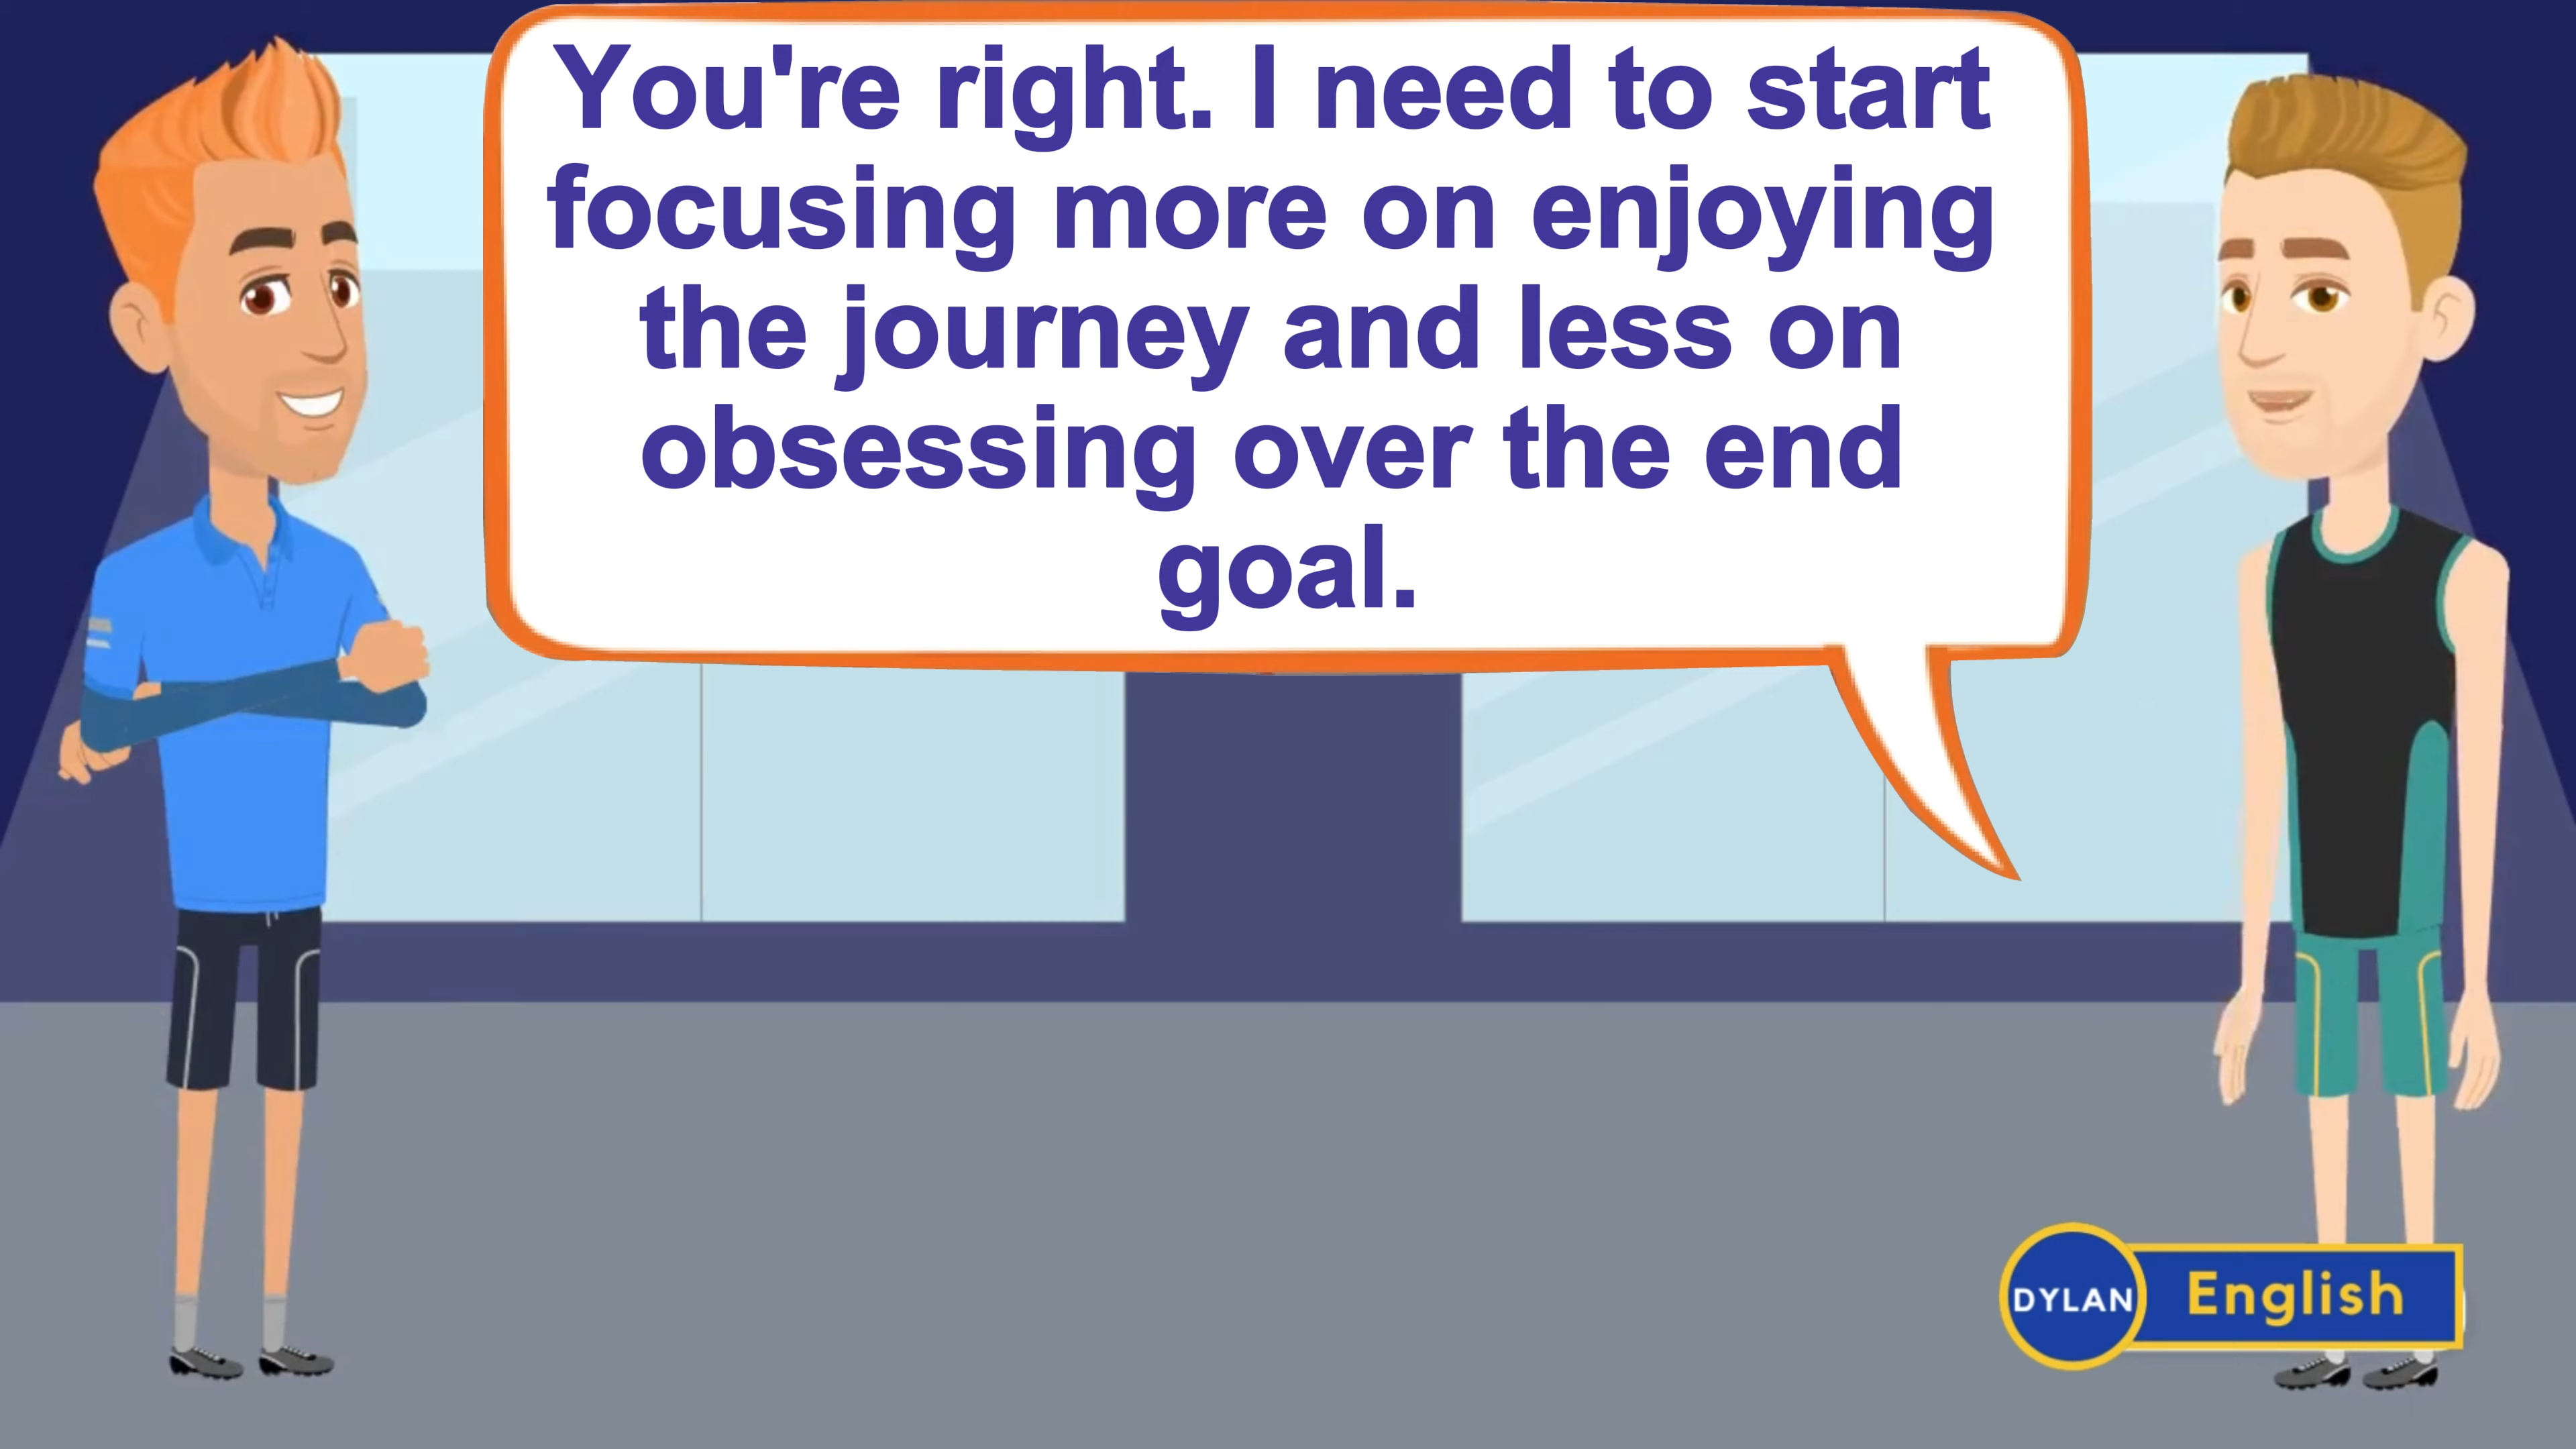 You're right. I need to start
focusing more on enjoying
the journey and less on
obsessing over the end
goal.
DYLAN English